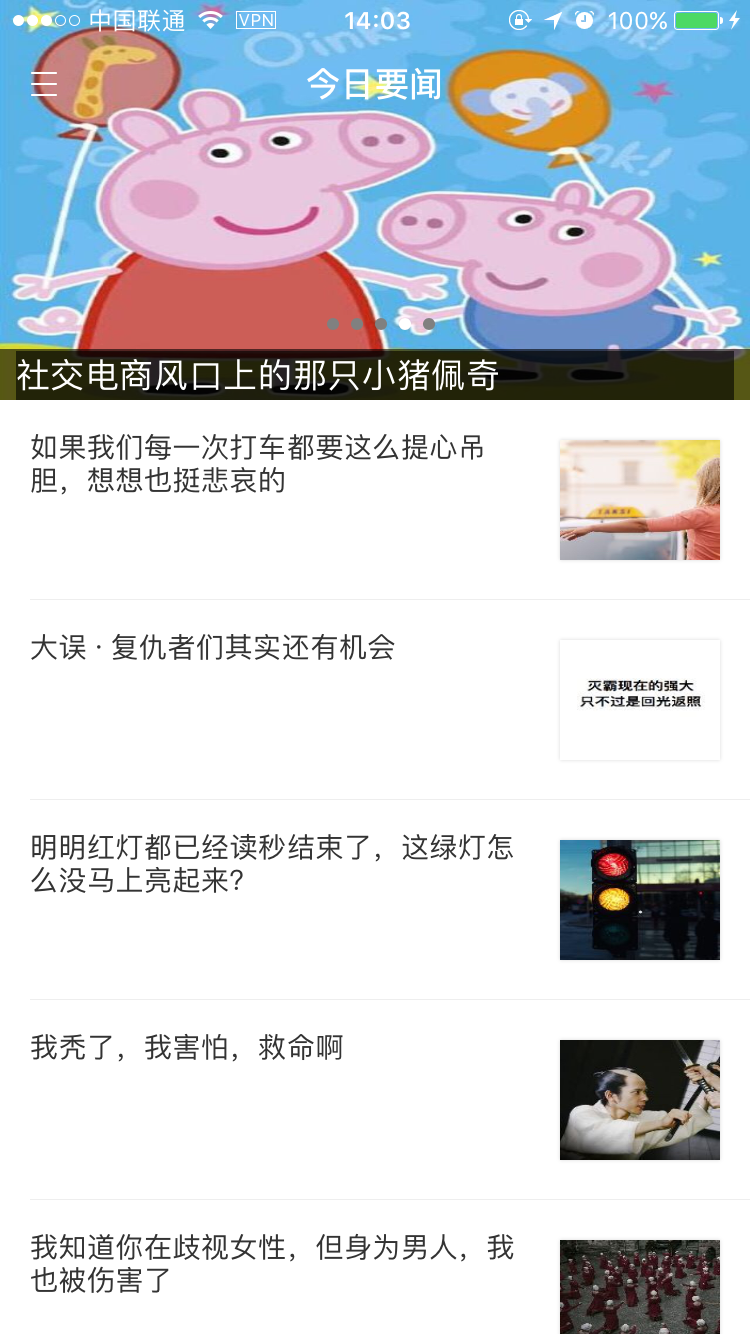 中国联通 VPN 14:03 100%
Oink!
今日要闻
oink!
社交电商风口上的那只小猪佩奇
如果我们每一次打车都要这么提心吊
胆，想想也挺悲哀的
TAXI
大误 · 复仇者们其实还有机会
灭霸现在的强大
只不过是回光返照
明明红灯都已经读秒结束了，这绿灯怎
么没马上亮起来？
我秃了，我害怕，救命啊
我知道你在歧视女性，但身为男人，我
也被伤害了